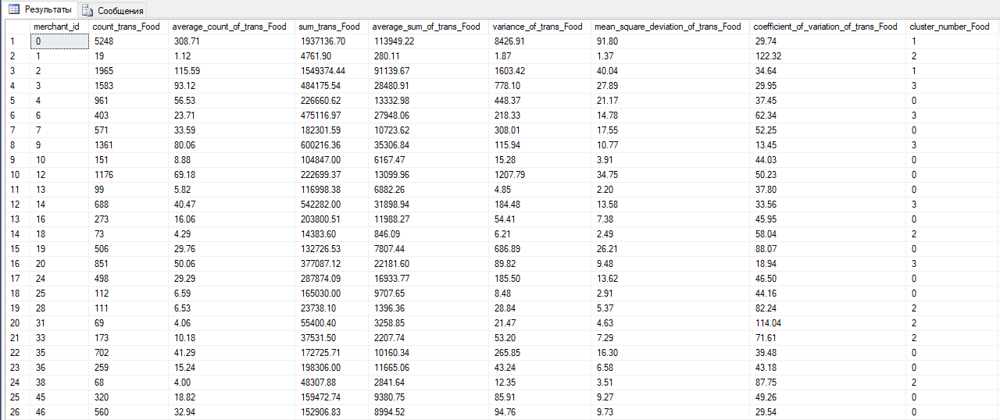 Результаты Сообщения
merchant_id count_trans_Food average_count_of_trans_Food sum_trans_Food average_sum_of_trans_Food variance_of_trans_Food mean_square_deviation_of_trans_Food coefficient_of_variation_of_trans_Food cluster_number_Food
1 0 5248 308.71 1937136.70 113949.22 8426.91 91.80 29.74 1
2 1 19 1.12 4761.90 280.11 1.87 1.37 122.32 2
3 2 1965 115.59 1549374.44 91139.67 1603.42 40.04 34.64 1
4 3 1583 93.12 484175.54 28480.91 778.10 27.89 29.95 3
5 4 961 56.53 226660.62 13332.98 448.37 21.17 37.45 0
6 6 403 23.71 475116.97 27948.06 218.33 14.78 62.34 3
7 7 571 33.59 182301.59 10723.62 308.01 17.55 52.25 0
8 9 1361 80.06 600216.36 35306.84 115.94 10.77 13.45 3
9 10 151 8.88 104847.00 6167.47 15.28 3.91 44.03 0
10 12 1176 69.18 222699.37 13099.96 1207.79 34.75 50.23 0
11 13 99 5.82 116998.38 6882.26 4.85 2.20 37.80 0
12 14 688 40.47 542282.00 31898.94 184.48 13.58 33.56 3
13 16 273 16.06 203800.51 11988.27 54.41 7.38 45.95 0
14 18 73 4.29 14383.60 846.09 6.21 2.49 58.04 2
15 19 506 29.76 132726.53 7807.44 686.89 26.21 88.07 0
16 20 851 50.06 377087.12 22181.60 89.82 9.48 18.94 3
17 24 498 29.29 287874.09 16933.77 185.50 13.62 46.50 0
18 25 112 6.59 165030.00 9707.65 8.48 2.91 44.16 0
19 28 111 6.53 23738.10 1396.36 28.84 5.37 82.24 2
20 31 69 4.06 55400.40 3258.85 21.47 4.63 114.04 2
21 33 173 10.18 37531.50 2207.74 53.20 7.29 71.61 2
22 35 702 41.29 172725.71 10160.34 265.85 16.30 39.48 0
23 36 259 15.24 198306.00 11665.06 43.24 6.58 43.18 0
24 38 68 4.00 48307.88 2841.64 12.35 3.51 87.75 2
25 45 320 18.82 159472.74 9380.75 85.91 9.27 49.26 0
26 46 560 32.94 152906.83 8994.52 94.76 9.73 29.54 0